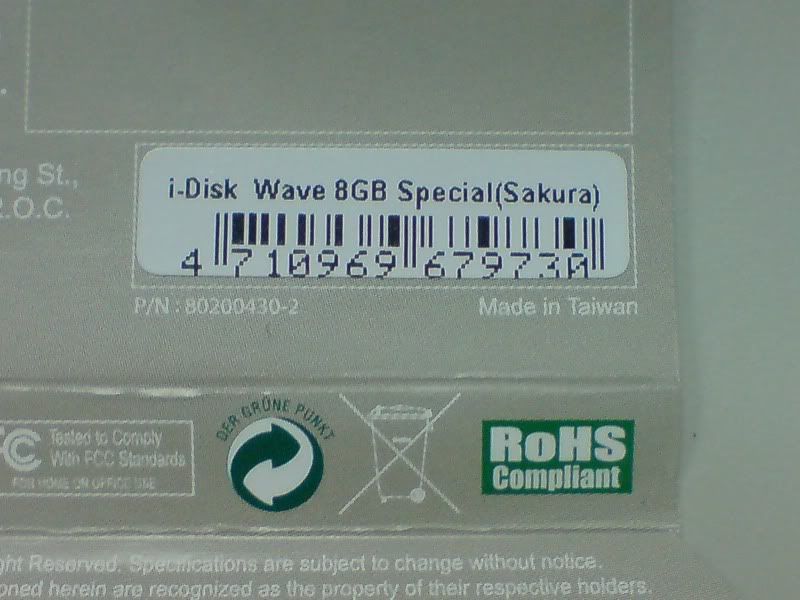 ng St.,
R.O.C.
i-Disk Wave 8GB Special(Sakura)
4 710969 679730
P/N : 80200430-2
Made in Taiwan
FC
Tested to Comply
With FCC Standards
FOR HOME OR OFFICE USE
DER GRÜNE PUNKT
RoHS
Compliant
ght Reserved. Specifications are subject to change without notice.
oned herein are recognized as the property of their respective holders.